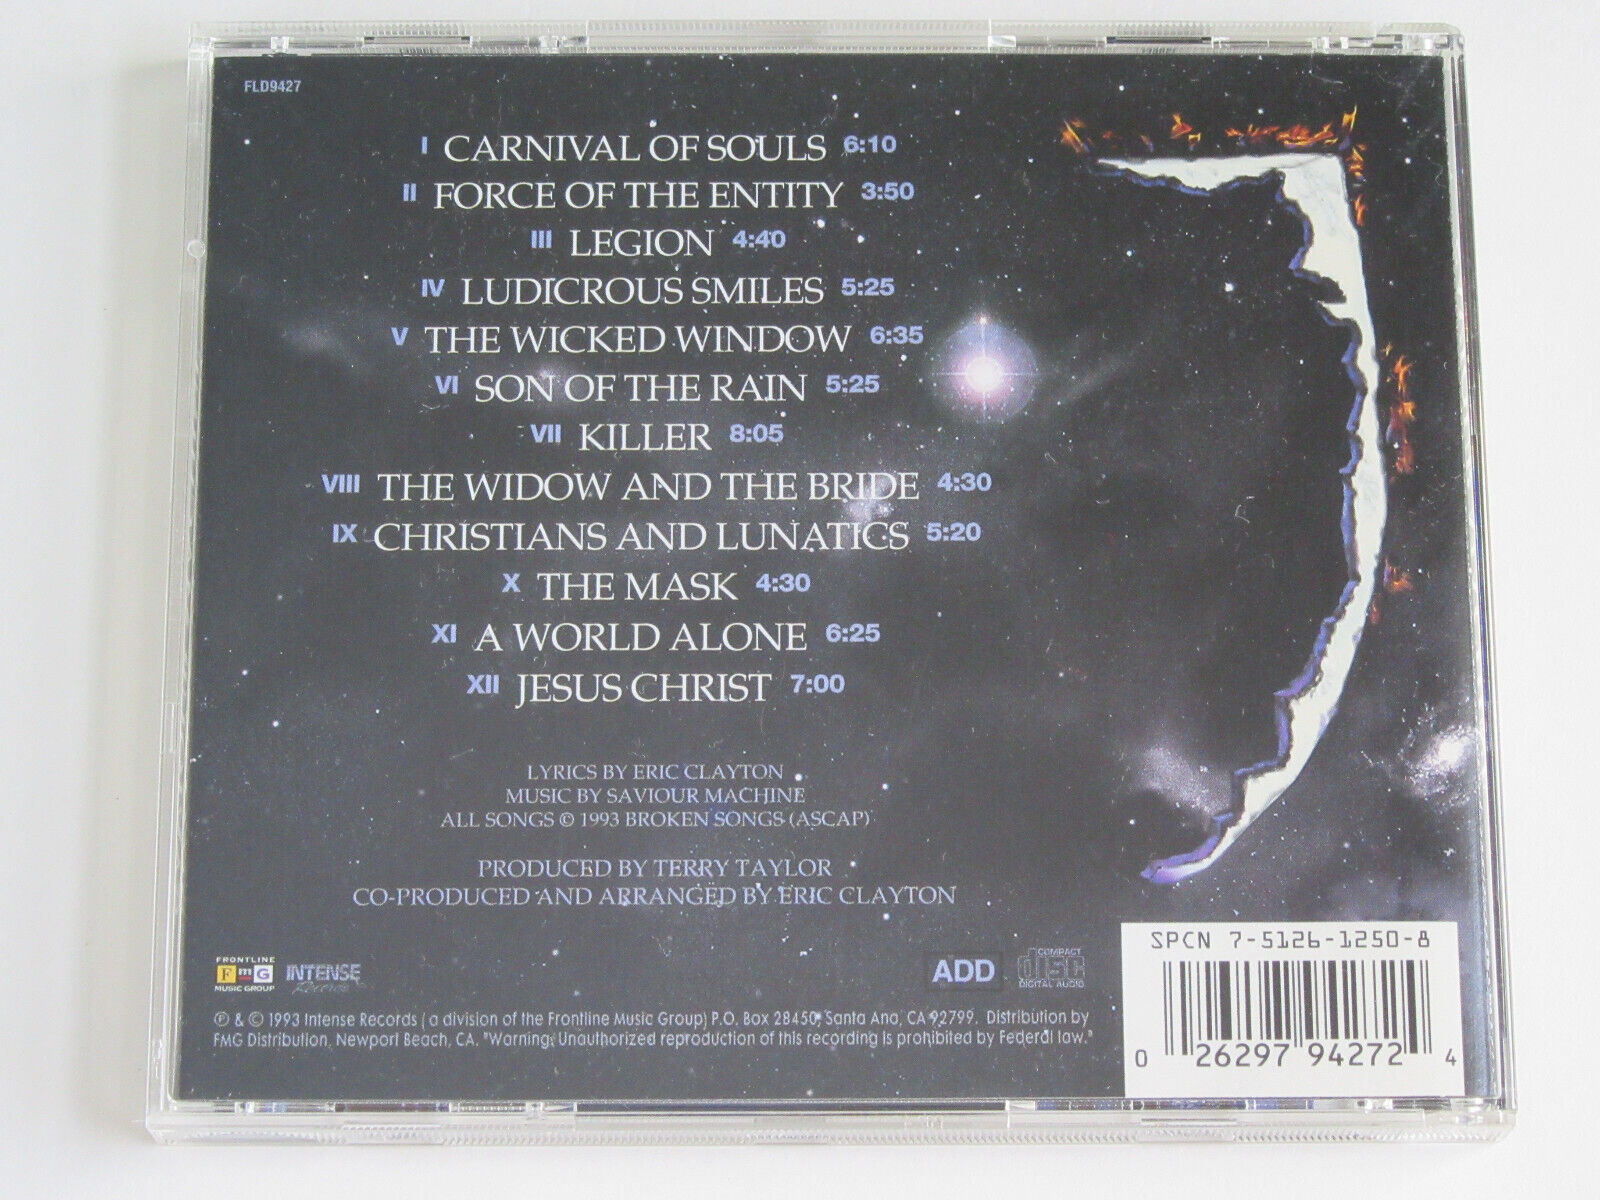 FLD9427
I CARNIVAL OF SOULS 6:10
II FORCE OF THE ENTITY 3:50
III LEGION 4:40
IV LUDICROUS SMILES 5:25
V THE WICKED WINDOW 6:35
VI SON OF THE RAIN 5:25
VII KILLER 8:05
VIII THE WIDOW AND THE BRIDE 4:30
IX CHRISTIANS AND LUNATICS 5:20
X THE MASK 4:30
XI A WORLD ALONE 6:25
XII JESUS CHRIST 7:00
LYRICS BY ERIC CLAYTON
MUSIC BY SAVIOUR MACHINE
ALL SONGS © 1993 BROKEN SONGS (ASCAP)
PRODUCED BY TERRY TAYLOR
CO-PRODUCED AND ARRANGED BY ERIC CLAYTON
FRONTLINE
FMG
MUSIC GROUP
INTENSE
Records
ADD
COMPACT
disc
DIGITAL AUDIO
℗ & © 1993 Intense Records ( a division of the Frontline Music Group) P.O. Box 28450, Santa Ana, CA 92799. Distribution by
FMG Distribution, Newport Beach, CA. "Warning: Unauthorized reproduction of this recording is prohibited by Federal law."
SPCN 7-5126-1250-8
0 26297 94272 4